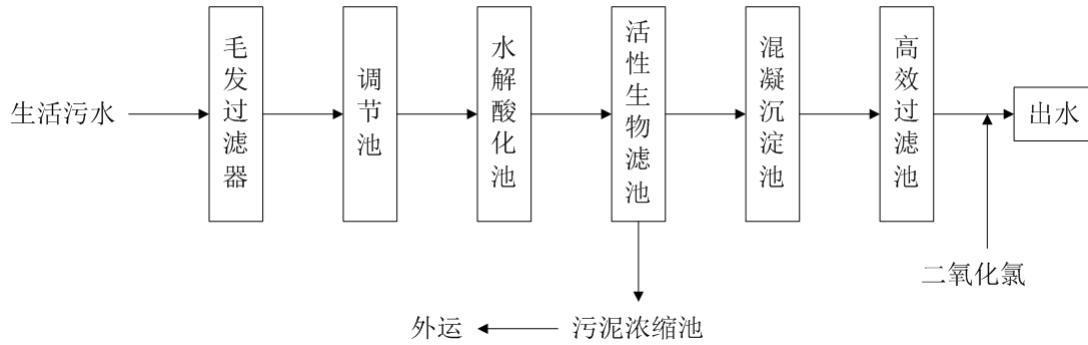 生活污水
毛发过滤器
调节池
水解酸化池
活性生物滤池
混凝沉淀池
高效过滤池
出水
二氧化氯
外运
污泥浓缩池